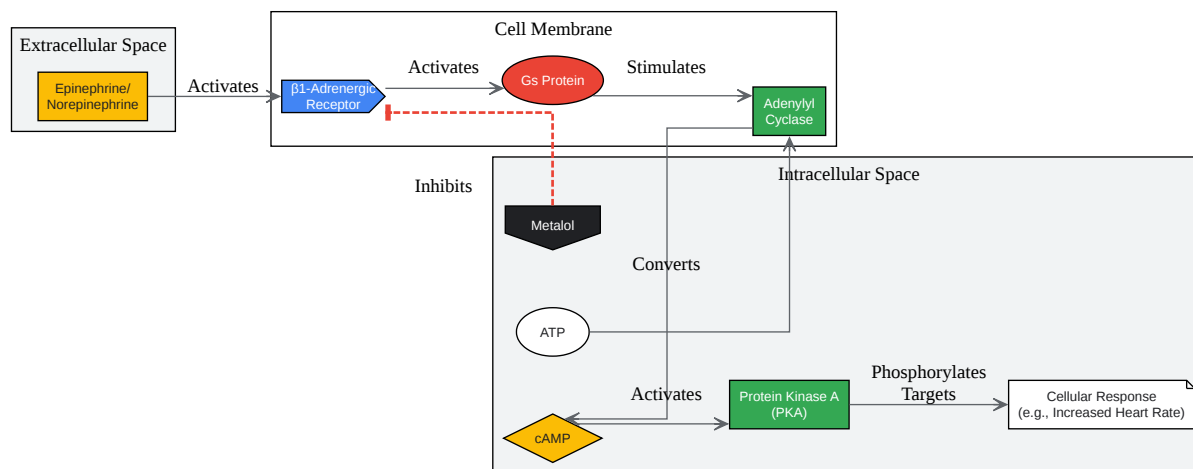 Extracellular Space
Epinephrine/
Norepinephrine
Activates
Cell Membrane
β1-Adrenergic
Receptor
Activates
Gs Protein
Stimulates
Adenylyl
Cyclase
Inhibits
Intracellular Space
Metalol
Converts
ATP
cAMP
Activates
Protein Kinase A
(PKA)
Phosphorylates
Targets
Cellular Response
(e.g., Increased Heart Rate)